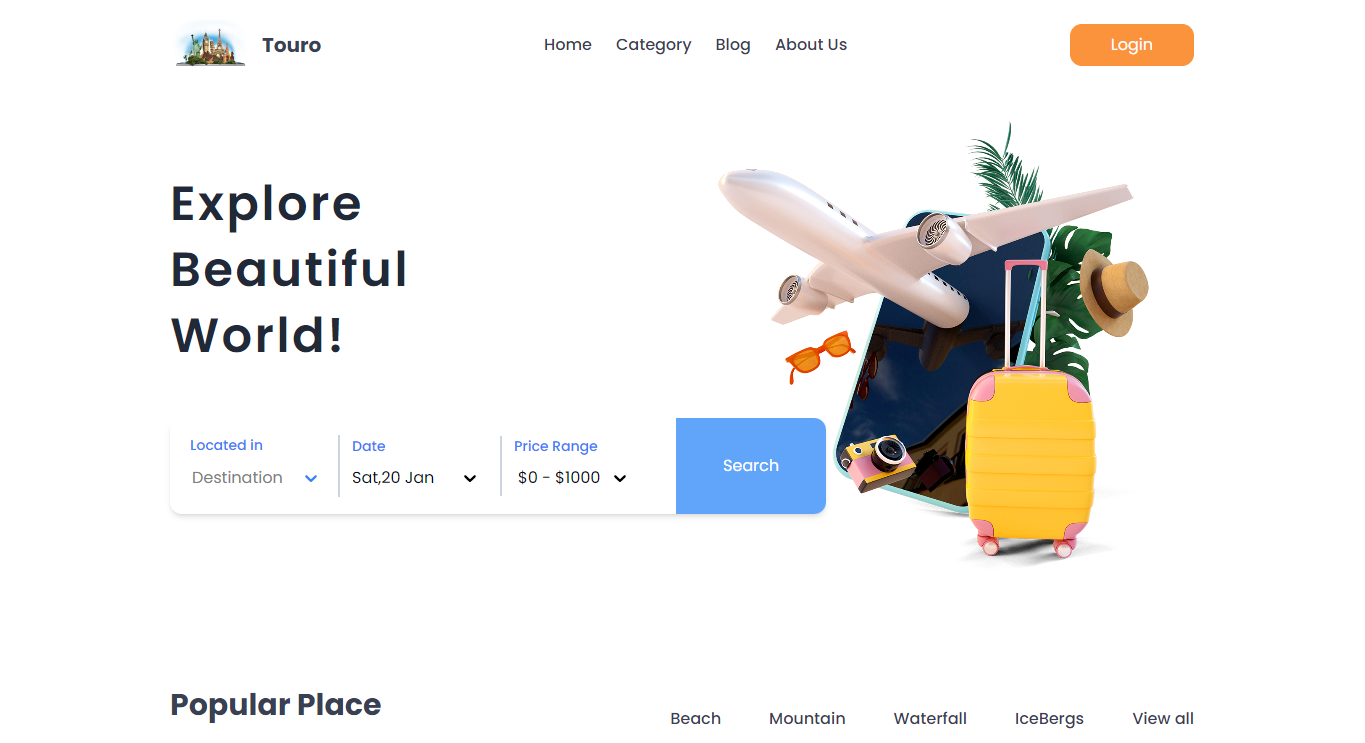 Touro
Home Category Blog About Us
Login
Explore
Beautiful
World!
Located in
Destination
Date
Sat,20 Jan
Price Range
$0 - $1000
Search
Popular Place
Beach Mountain Waterfall IceBergs View all